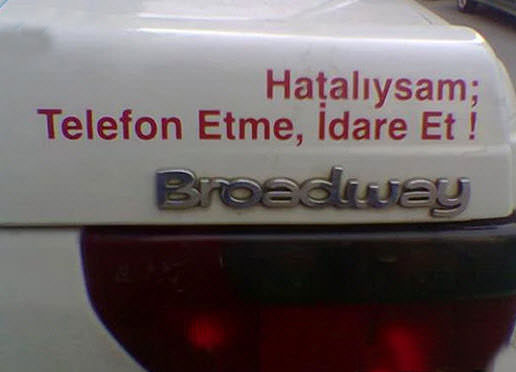 Hatalıysam;
Telefon Etme, İdare Et !
Broadway